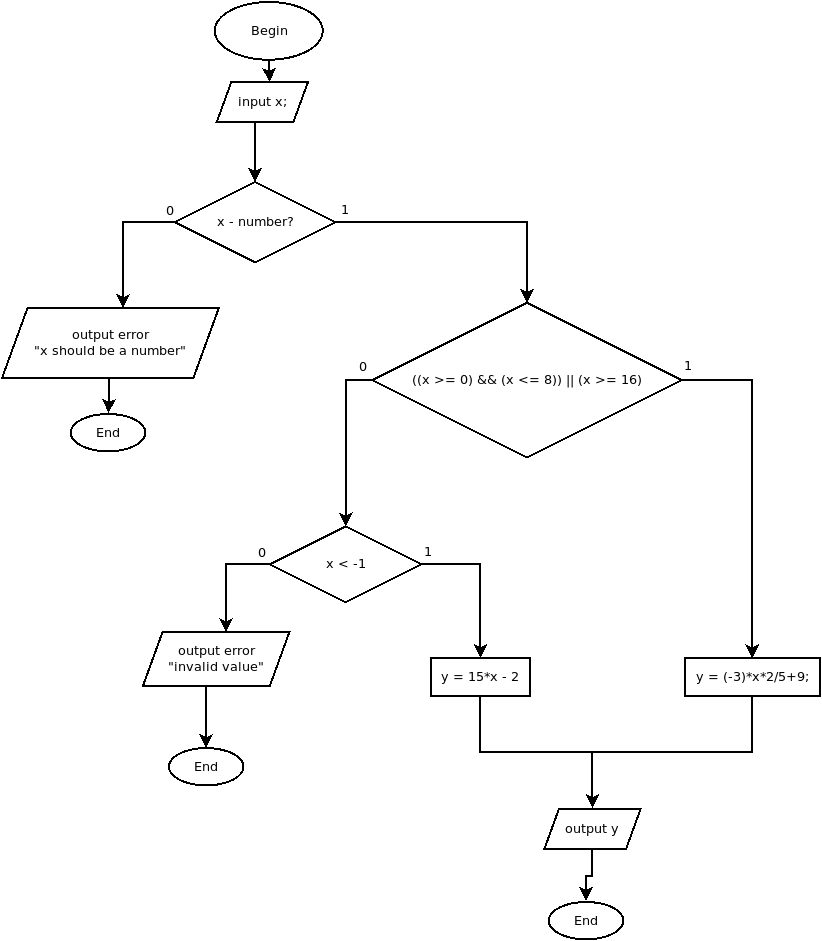 Begin
input x;
x - number?
0
1
output error
"x should be a number"
End
((x >= 0) && (x <= 8)) || (x >= 16)
0
1
x < -1
0
1
output error
"invalid value"
End
y = 15*x - 2
y = (-3)*x*2/5+9;
output y
End